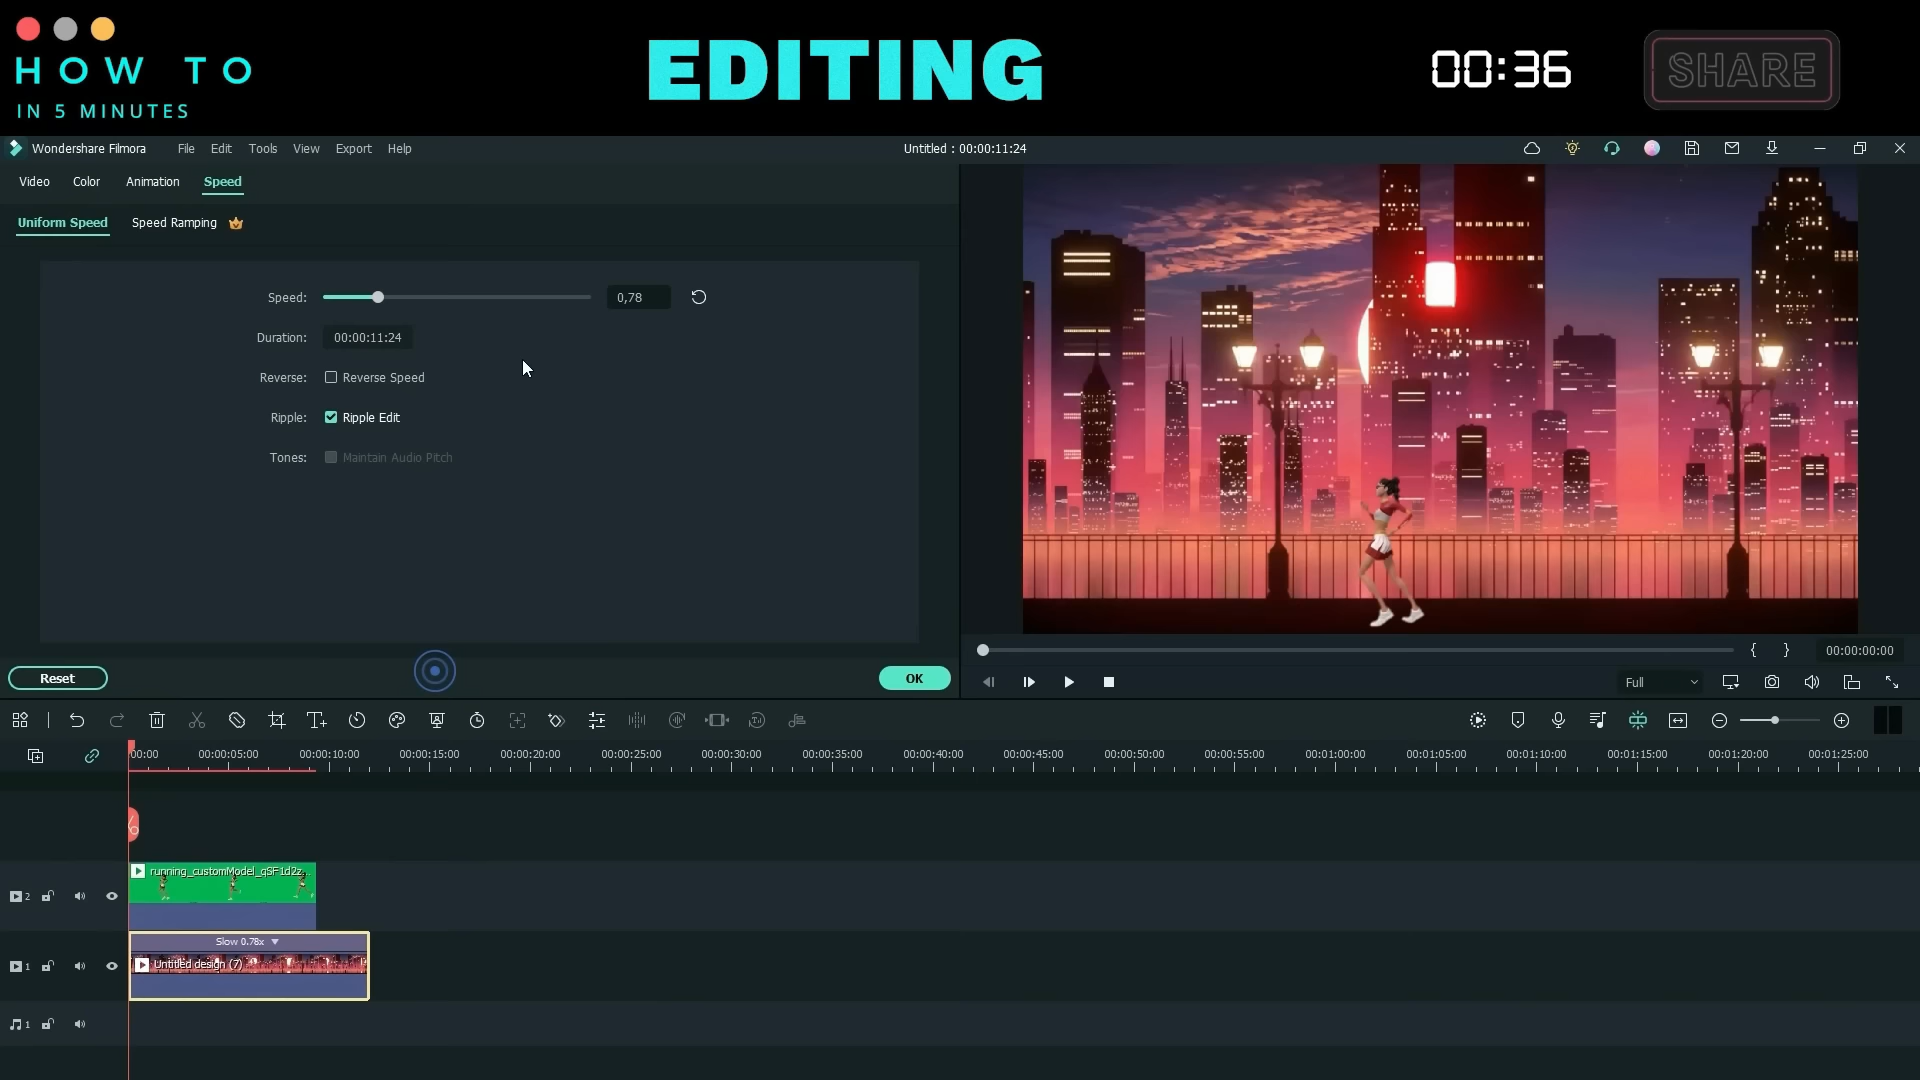 HOW TO
IN 5 MINUTES
EDITING
00:36
SHARE
Wondershare Filmora File Edit Tools View Export Help
Untitled : 00:00:11:24
Video Color Animation Speed
Uniform Speed Speed Ramping
Speed: 0,78
Duration: 00:00:11:24
Reverse: Reverse Speed
Ripple: Ripple Edit
Tones: Maintain Audio Pitch
Reset
OK
{ } 00:00:00:00
Full
00:00 00:00:05:00 00:00:10:00 00:00:15:00 00:00:20:00 00:00:25:00 00:00:30:00 00:00:35:00 00:00:40:00 00:00:45:00 00:00:50:00 00:00:55:00 00:01:00:00 00:01:05:00 00:01:10:00 00:01:15:00 00:01:20:00 00:01:25:00
running_customModel_qSF1d2z...
2
Slow 0.78x
Untitled design (7)
1
1